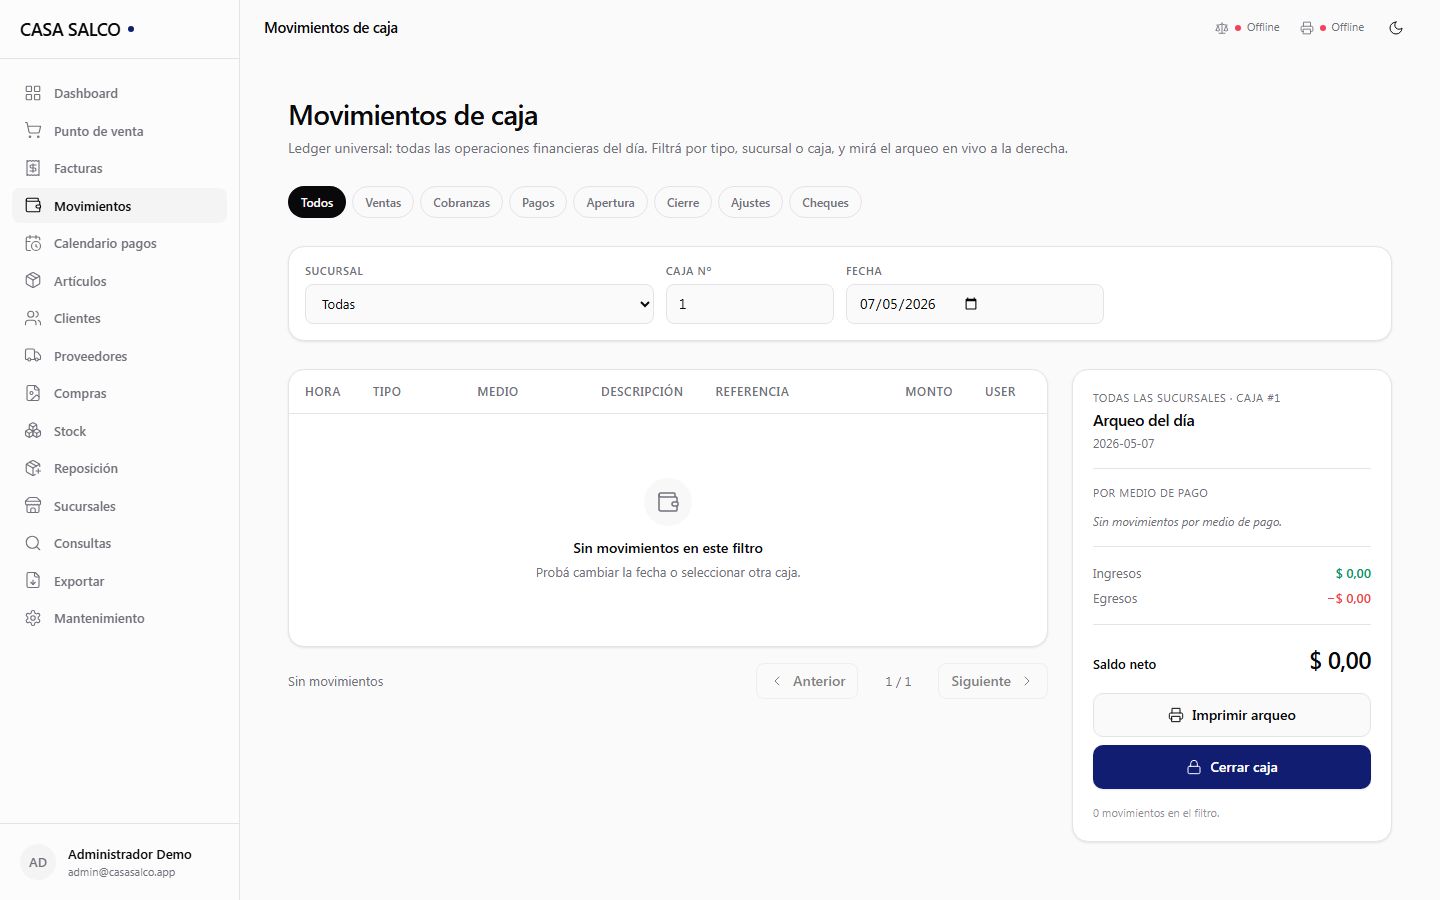 CASA SALCO
Movimientos de caja
Offline
Offline
Dashboard
Punto de venta
Facturas
Movimientos
Calendario pagos
Artículos
Clientes
Proveedores
Compras
Stock
Reposición
Sucursales
Consultas
Exportar
Mantenimiento
AD
Administrador Demo
admin@casasalco.app
Movimientos de caja
Ledger universal: todas las operaciones financieras del día. Filtrá por tipo, sucursal o caja, y mirá el arqueo en vivo a la derecha.
Todos Ventas Cobranzas Pagos Apertura Cierre Ajustes Cheques
SUCURSAL CAJA Nº FECHA
Todas 1 07/05/2026
HORA TIPO MEDIO DESCRIPCIÓN REFERENCIA MONTO USER
Sin movimientos en este filtro
Probá cambiar la fecha o seleccionar otra caja.
Sin movimientos Anterior 1 / 1 Siguiente
TODAS LAS SUCURSALES · CAJA #1
Arqueo del día
2026-05-07
POR MEDIO DE PAGO
Sin movimientos por medio de pago.
Ingresos $ 0,00
Egresos −$ 0,00
Saldo neto $ 0,00
Imprimir arqueo
Cerrar caja
0 movimientos en el filtro.